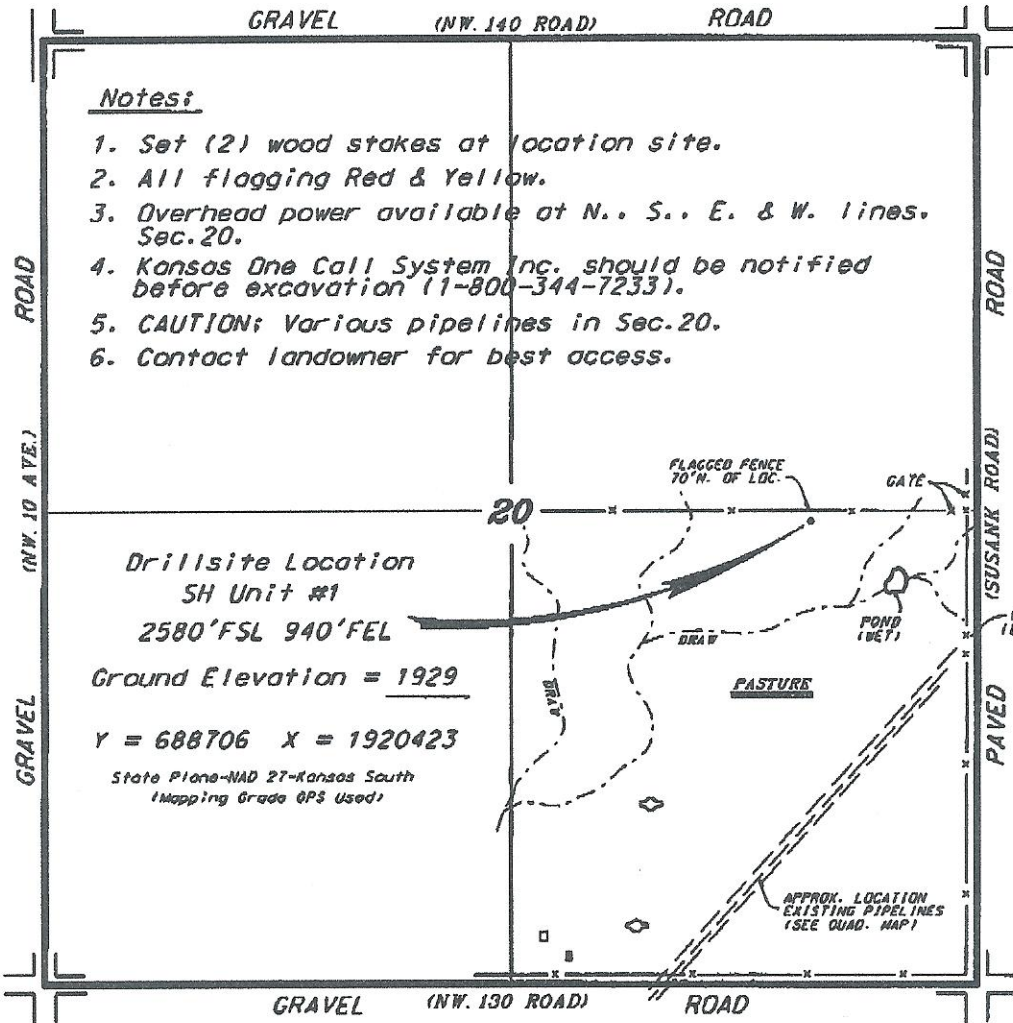 GRAVEL (NW. 140 ROAD) ROAD
Notes:
1. Set (2) wood stakes at location site.
2. All flagging Red & Yellow.
3. Overhead power available at N., S., E. & W. lines,
Sec.20.
4. Kansas One Call System Inc. should be notified
before excavation (1-800-344-7233).
5. CAUTION: Various pipelines in Sec.20.
6. Contact landowner for best access.
ROAD
(NW. 10 AVE.)
GRAVEL
ROAD
(SUSANK ROAD)
PAVED
FLAGGED FENCE
70'N. OF LOC.
GATE
20
Drillsite Location
SH Unit #1
2580'FSL 940'FEL
Ground Elevation = 1929
Y = 688706 X = 1920423
State Plane-NAD 27-Kansas South
(Mapping Grade GPS Used)
DRAW
DRAW
POND
(WET)
PASTURE
APPROX. LOCATION
EXISTING PIPELINES
(SEE QUAD. MAP)
GRAVEL (NW. 130 ROAD) ROAD